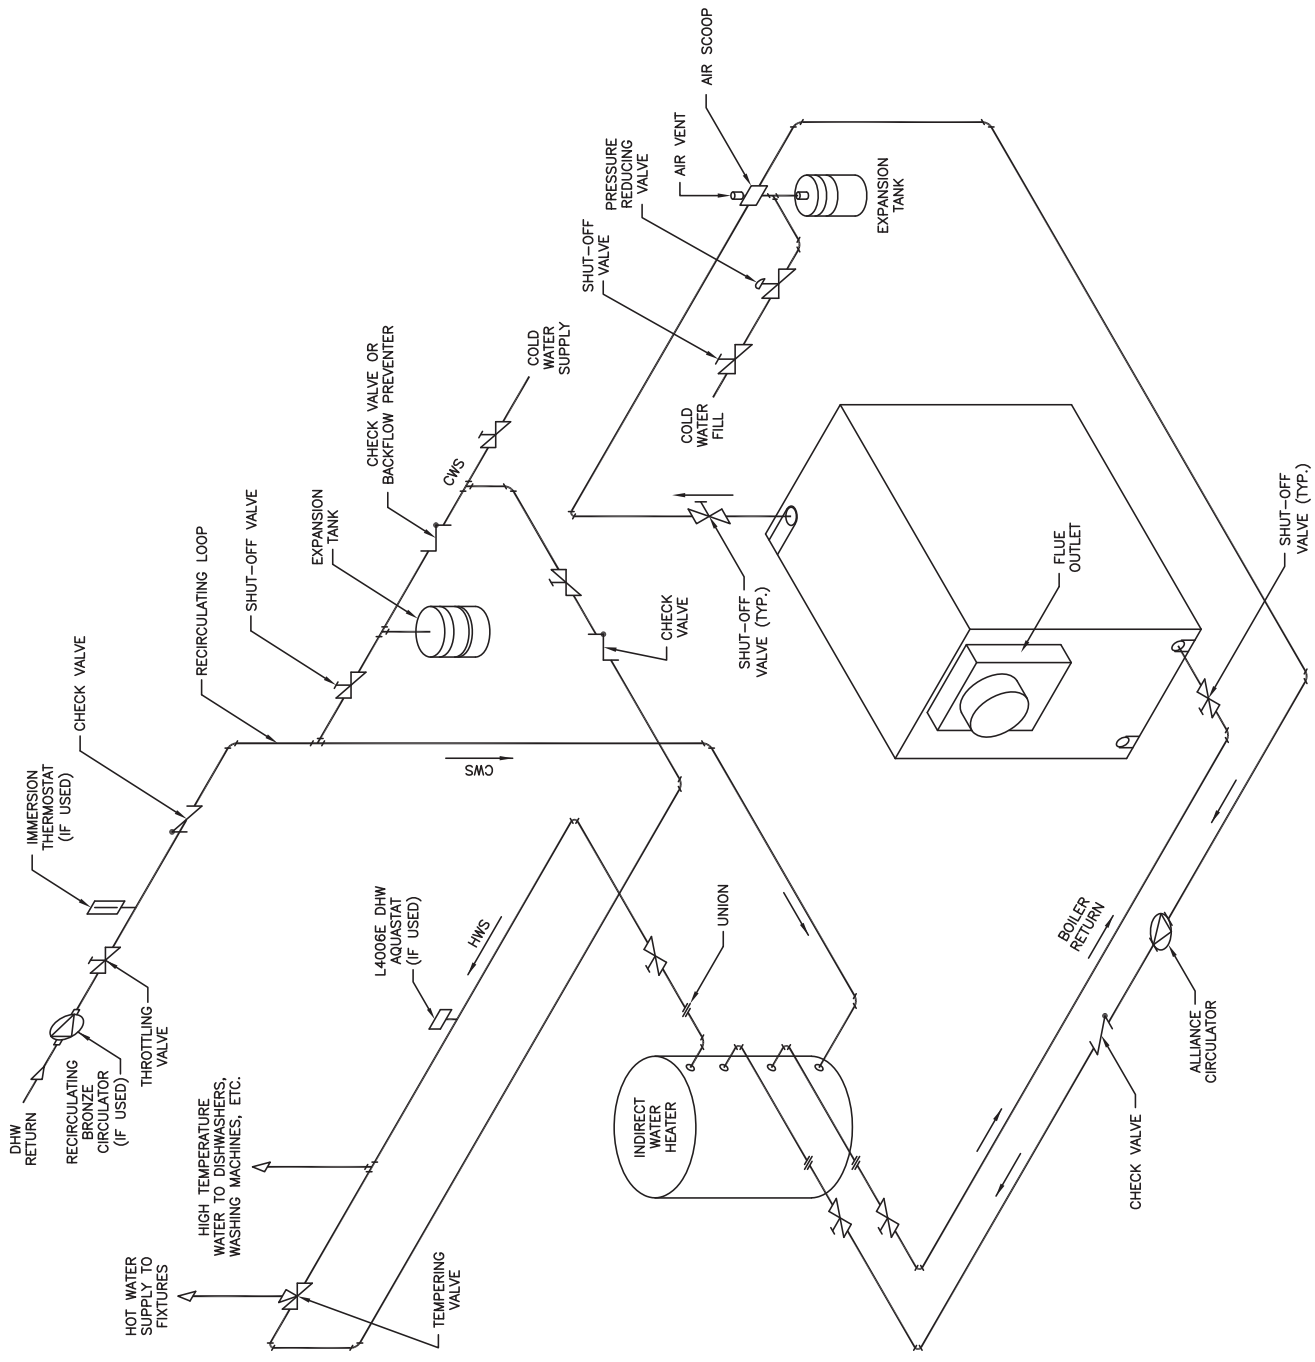 DHW
RETURN
RECIRCULATING
BRONZE
CIRCULATOR
(IF USED)
THROTTLING
VALVE
IMMERSION
THERMOSTAT
(IF USED)
CHECK VALVE
RECIRCULATING LOOP
SHUT-OFF VALVE
EXPANSION
TANK
CHECK VALVE OR
BACKFLOW PREVENTER
CWS
COLD
WATER
SUPPLY
CHECK
VALVE
CWS
HOT WATER
SUPPLY TO
FIXTURES
HIGH TEMPERATURE
WATER TO DISHWASHERS,
WASHING MACHINES, ETC.
TEMPERING
VALVE
L4006E DHW
AQUASTAT
(IF USED)
HWS
UNION
INDIRECT
WATER
HEATER
SHUT-OFF
VALVE
PRESSURE
REDUCING
VALVE
AIR VENT
AIR SCOOP
EXPANSION
TANK
COLD
WATER
FILL
SHUT-OFF
VALVE (TYP.)
FLUE
OUTLET
SHUT-OFF
VALVE (TYP.)
BOILER
RETURN
ALLIANCE
CIRCULATOR
CHECK VALVE